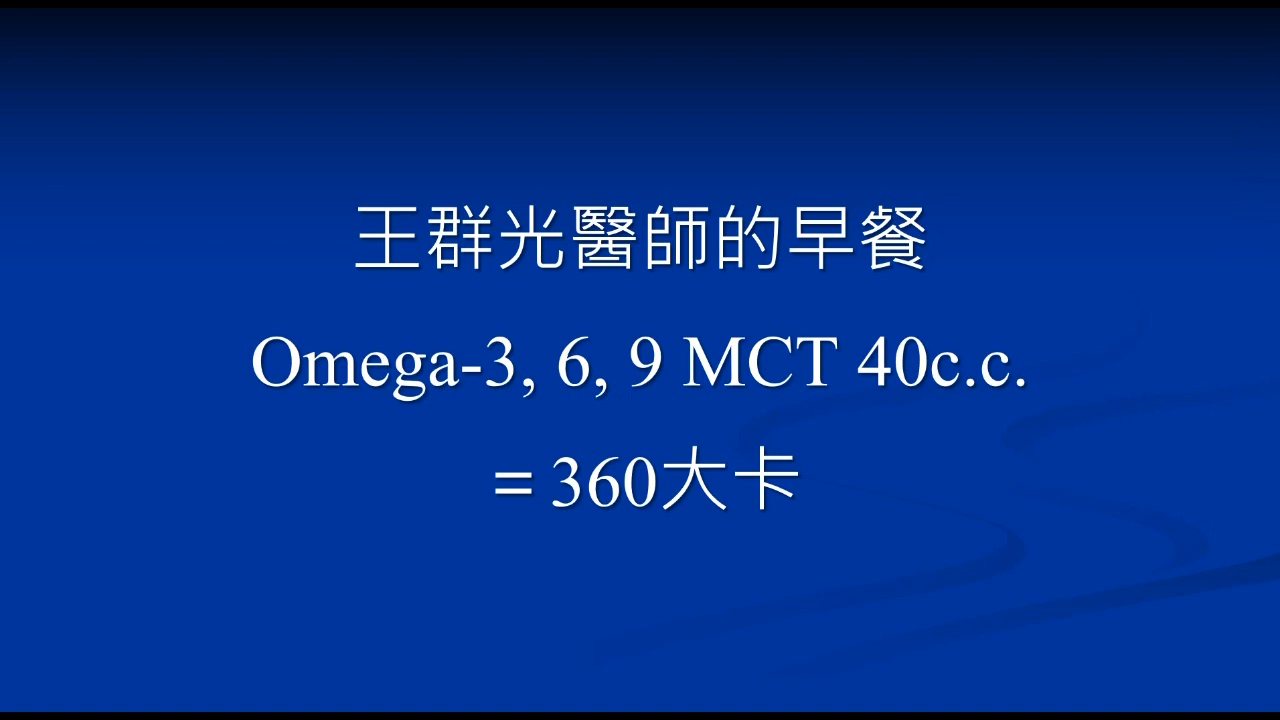 王群光醫師的早餐
Omega-3, 6, 9 MCT 40c.c.
= 360大卡